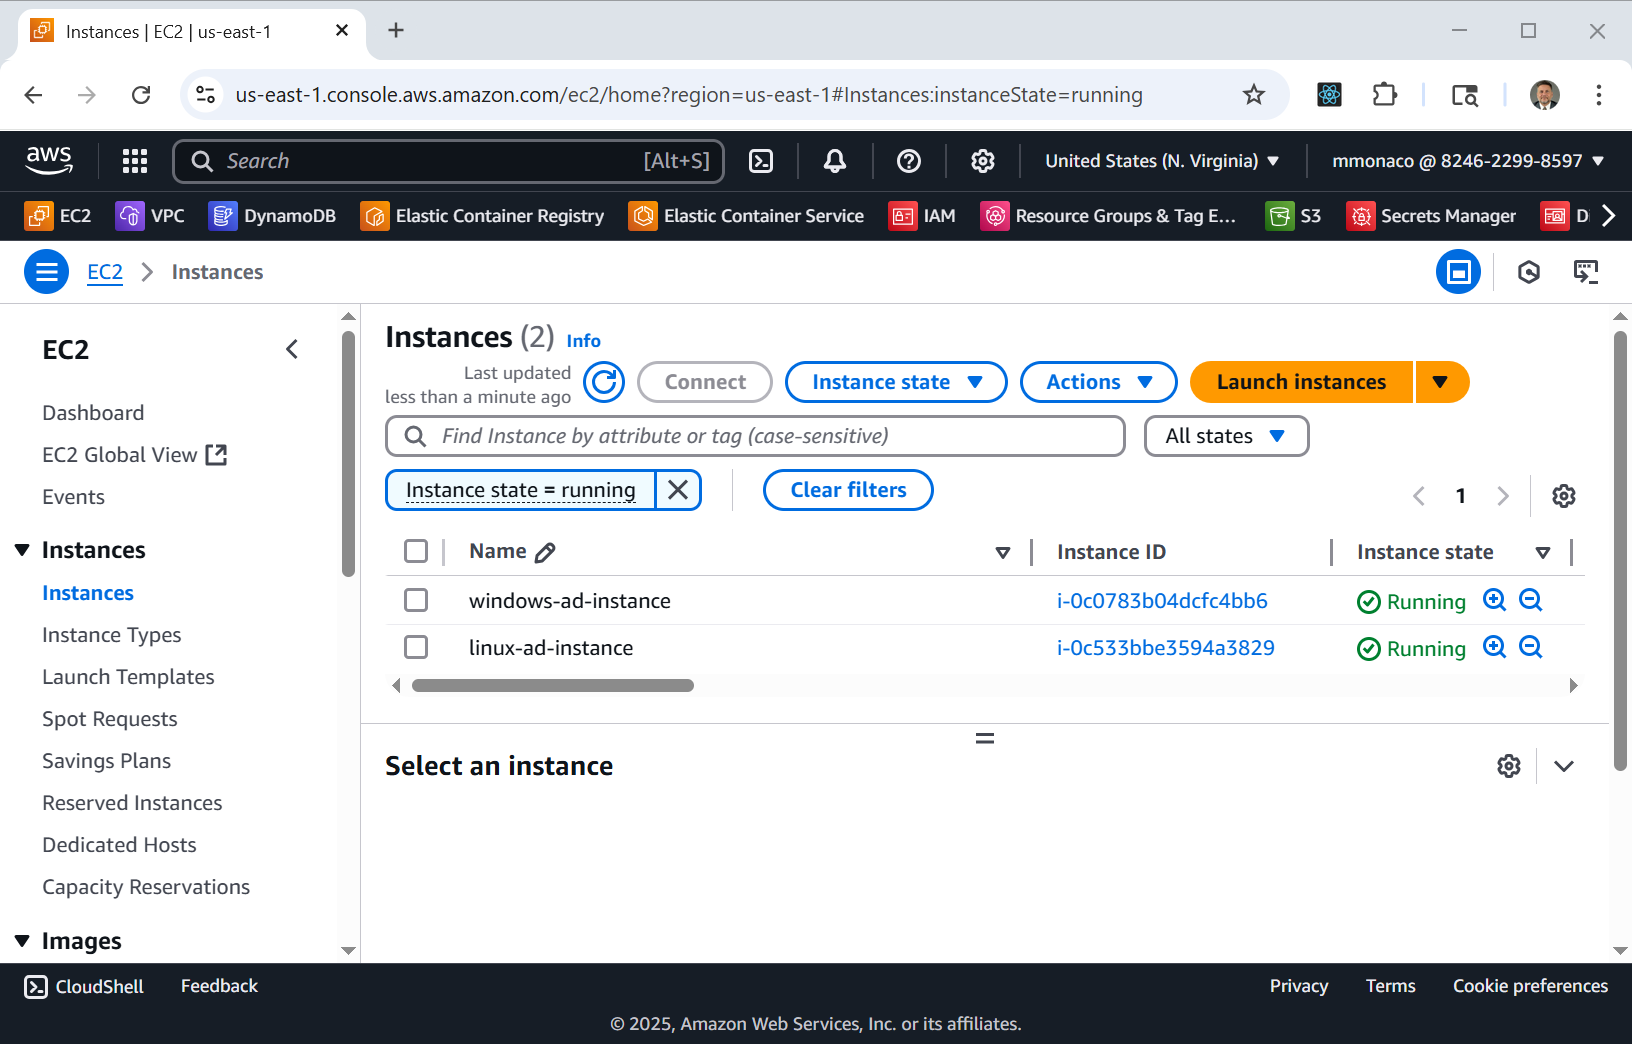 Instances | EC2 | us-east-1
us-east-1.console.aws.amazon.com/ec2/home?region=us-east-1#Instances:instanceState=running
aws
Search [Alt+S]
United States (N. Virginia)
mmonaco @ 8246-2299-8597
EC2 VPC DynamoDB Elastic Container Registry Elastic Container Service IAM Resource Groups & Tag E... S3 Secrets Manager Di
EC2 Instances
EC2
Dashboard
EC2 Global View
Events
Instances
Instances
Instance Types
Launch Templates
Spot Requests
Savings Plans
Reserved Instances
Dedicated Hosts
Capacity Reservations
Images
Instances (2) Info
Last updated
less than a minute ago
Connect Instance state Actions Launch instances
Find Instance by attribute or tag (case-sensitive) All states
Instance state = running Clear filters 1
Name Instance ID Instance state
windows-ad-instance i-0c0783b04dcfc4bb6 Running
linux-ad-instance i-0c533bbe3594a3829 Running
Select an instance
CloudShell Feedback Privacy Terms Cookie preferences
© 2025, Amazon Web Services, Inc. or its affiliates.